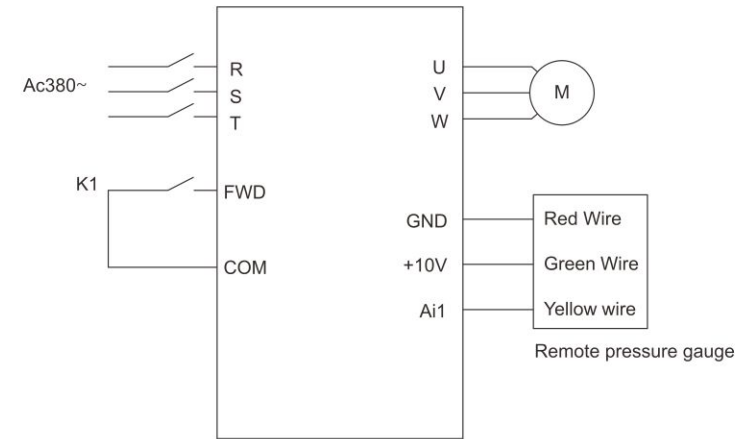 Ac380~
R
S
T
K1
FWD
COM
U
V
W
M
GND
+10V
Ai1
Red Wire
Green Wire
Yellow wire
Remote pressure gauge